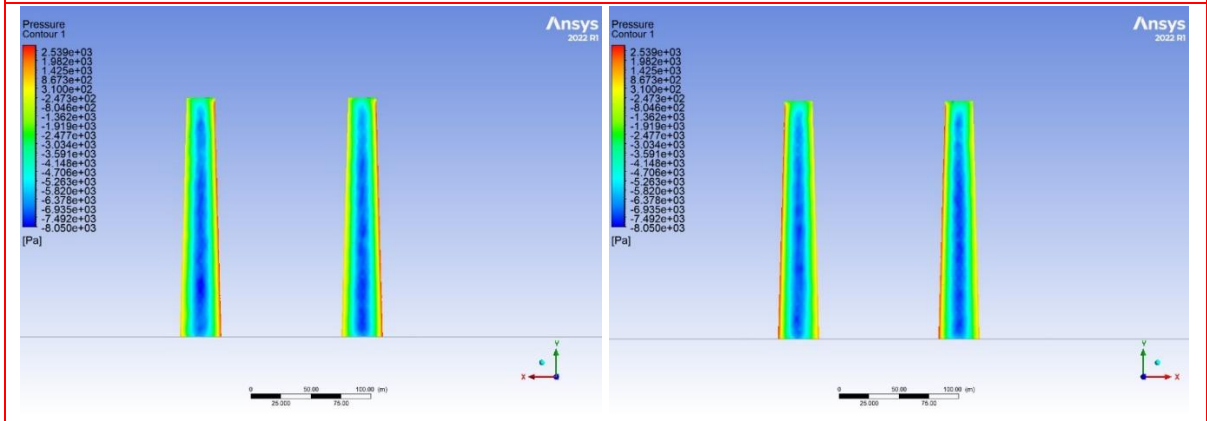 Pressure
Contour 1
Ansys
2022 R1
2.539e+03
1.982e+03
1.425e+03
8.673e+02
3.100e+02
-2.473e+02
-8.046e+02
-1.362e+03
-1.919e+03
-2.477e+03
-3.034e+03
-3.591e+03
-4.148e+03
-4.706e+03
-5.263e+03
-5.820e+03
-6.378e+03
-6.935e+03
-7.492e+03
-8.050e+03
[Pa]
Y
X
0 50.00 100.00 (m)
25.000 75.00
Pressure
Contour 1
Ansys
2022 R1
2.539e+03
1.982e+03
1.425e+03
8.673e+02
3.100e+02
-2.473e+02
-8.046e+02
-1.362e+03
-1.919e+03
-2.477e+03
-3.034e+03
-3.591e+03
-4.148e+03
-4.706e+03
-5.263e+03
-5.820e+03
-6.378e+03
-6.935e+03
-7.492e+03
-8.050e+03
[Pa]
Y
X
0 50.00 100.00 (m)
25.000 75.00